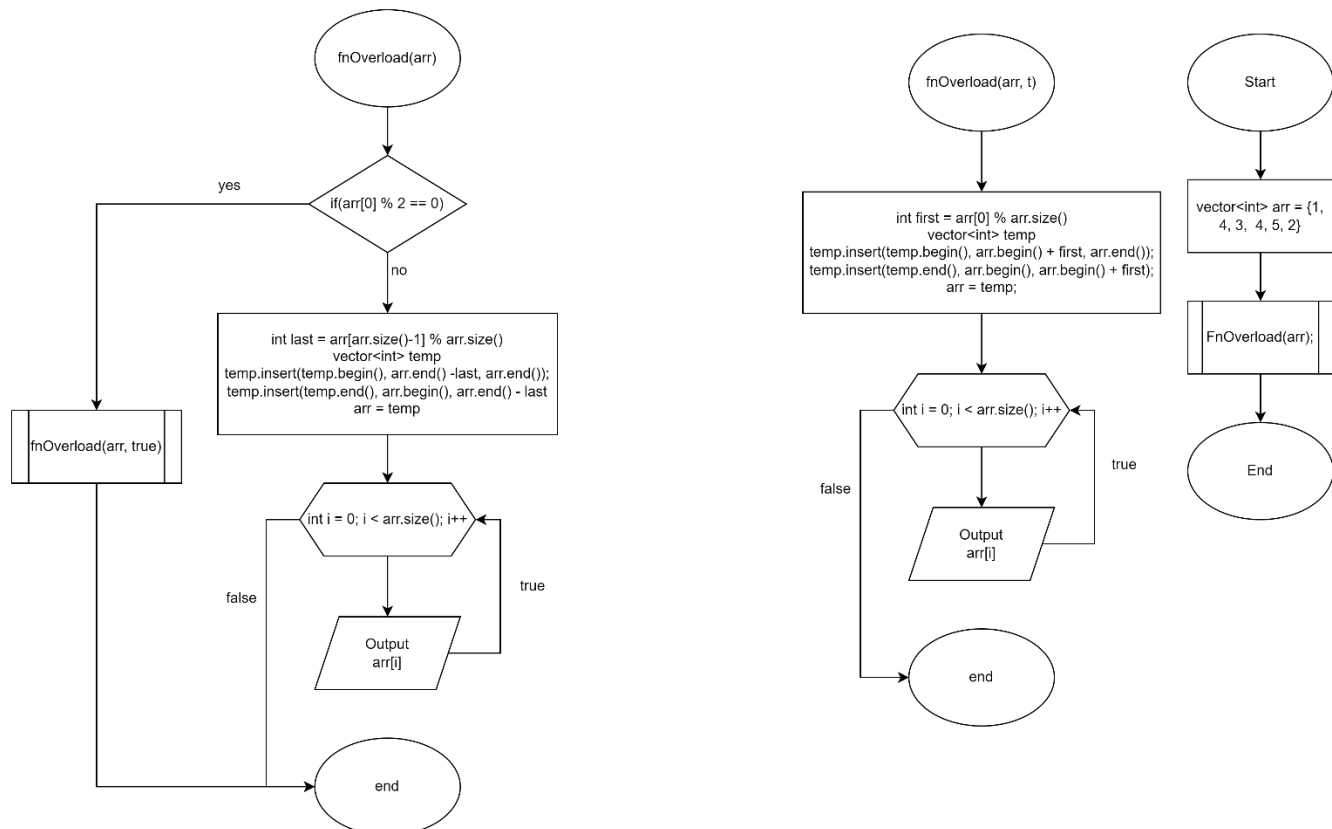 fnOverload(arr)
yes
if(arr[0] % 2 == 0)
no
int last = arr[arr.size()-1] % arr.size()
vector<int> temp
temp.insert(temp.begin(), arr.end() -last, arr.end());
temp.insert(temp.end(), arr.begin(), arr.end() - last
arr = temp
fnOverload(arr, true)
int i = 0; i < arr.size(); i++
false
true
Output
arr[i]
end
fnOverload(arr, t)
int first = arr[0] % arr.size()
vector<int> temp
temp.insert(temp.begin(), arr.begin() + first, arr.end());
temp.insert(temp.end(), arr.begin(), arr.begin() + first);
arr = temp;
int i = 0; i < arr.size(); i++
false
true
Output
arr[i]
end
Start
vector<int> arr = {1,
4, 3, 4, 5, 2}
FnOverload(arr);
End